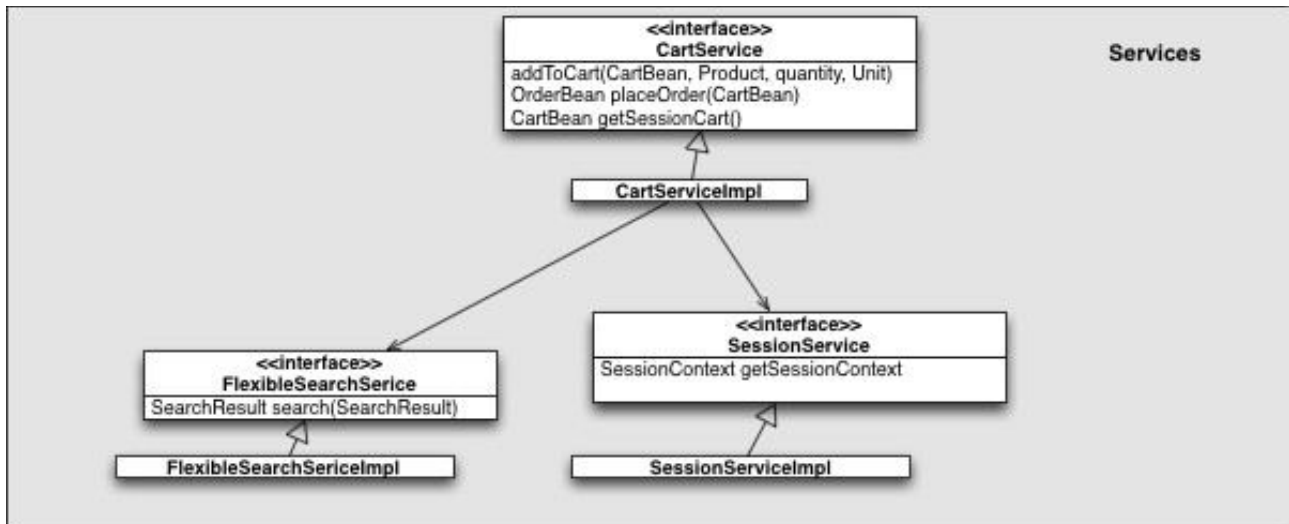 <<interface>>
CartService
Services
addToCart(CartBean, Product, quantity, Unit)
OrderBean placeOrder(CartBean)
CartBean getSessionCart()
CartServiceImpl
<<interface>>
SessionService
SessionContext getSessionContext
<<interface>>
FlexibleSearchSerice
SearchResult search(SearchResult)
FlexibleSearchSericeImpl
SessionServiceImpl